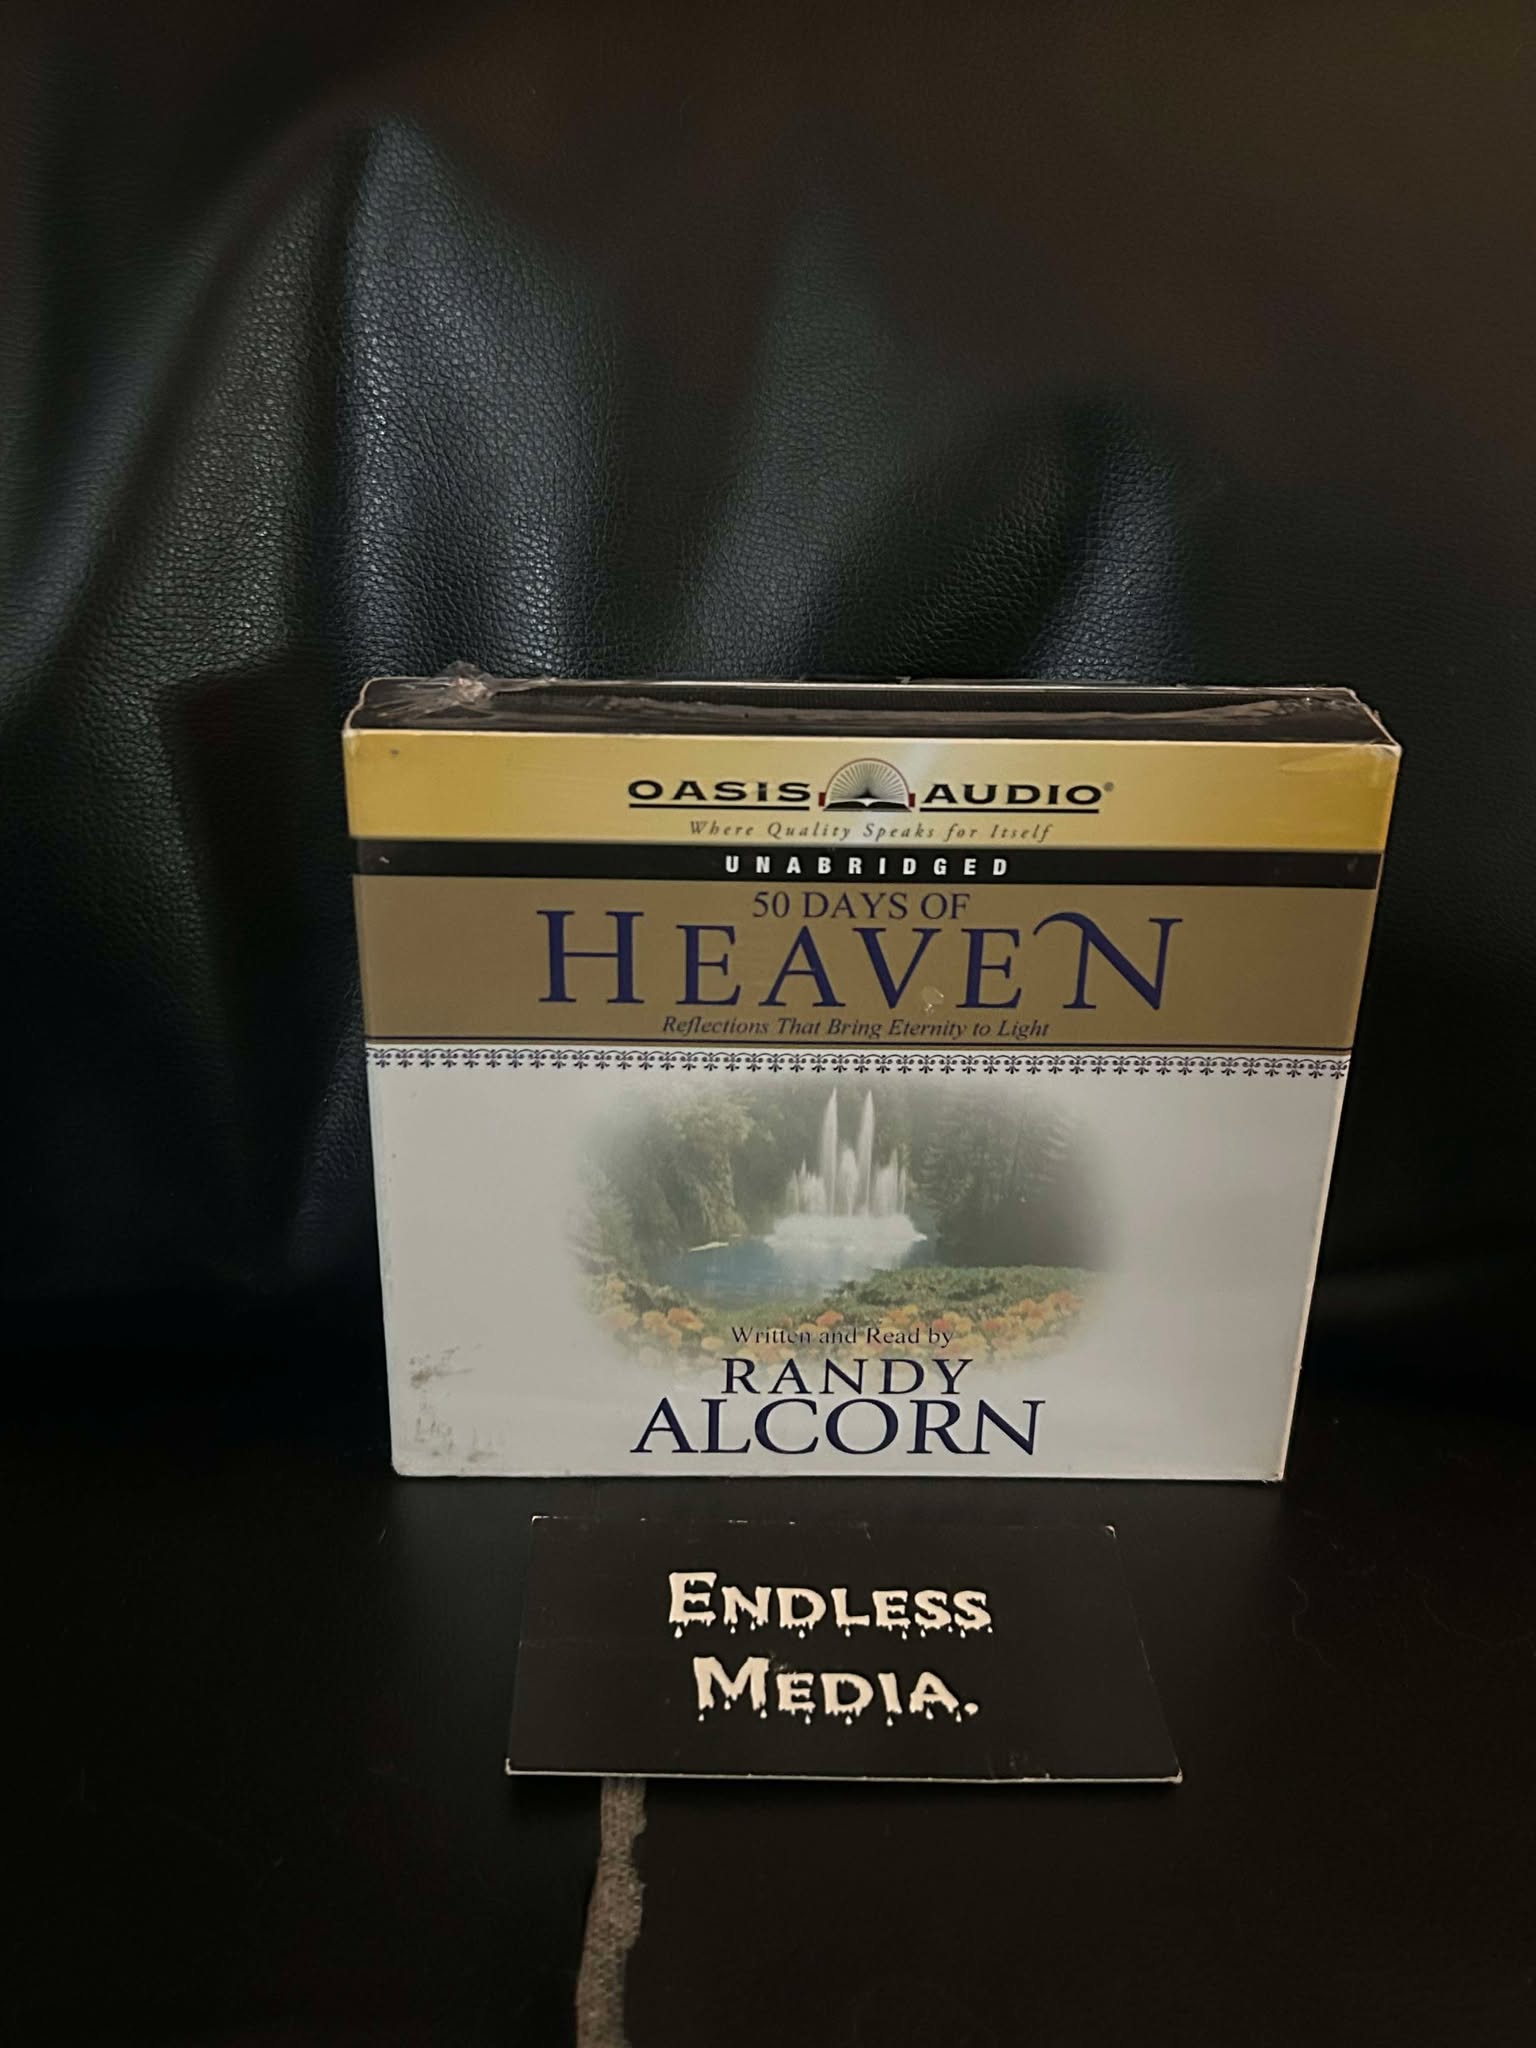 OASIS AUDIO®
Where Quality Speaks for Itself
UNABRIDGED
50 DAYS OF
HEAVEN
Reflections That Bring Eternity to Light
Written and Read by
RANDY
ALCORN
ENDLESS
MEDIA.